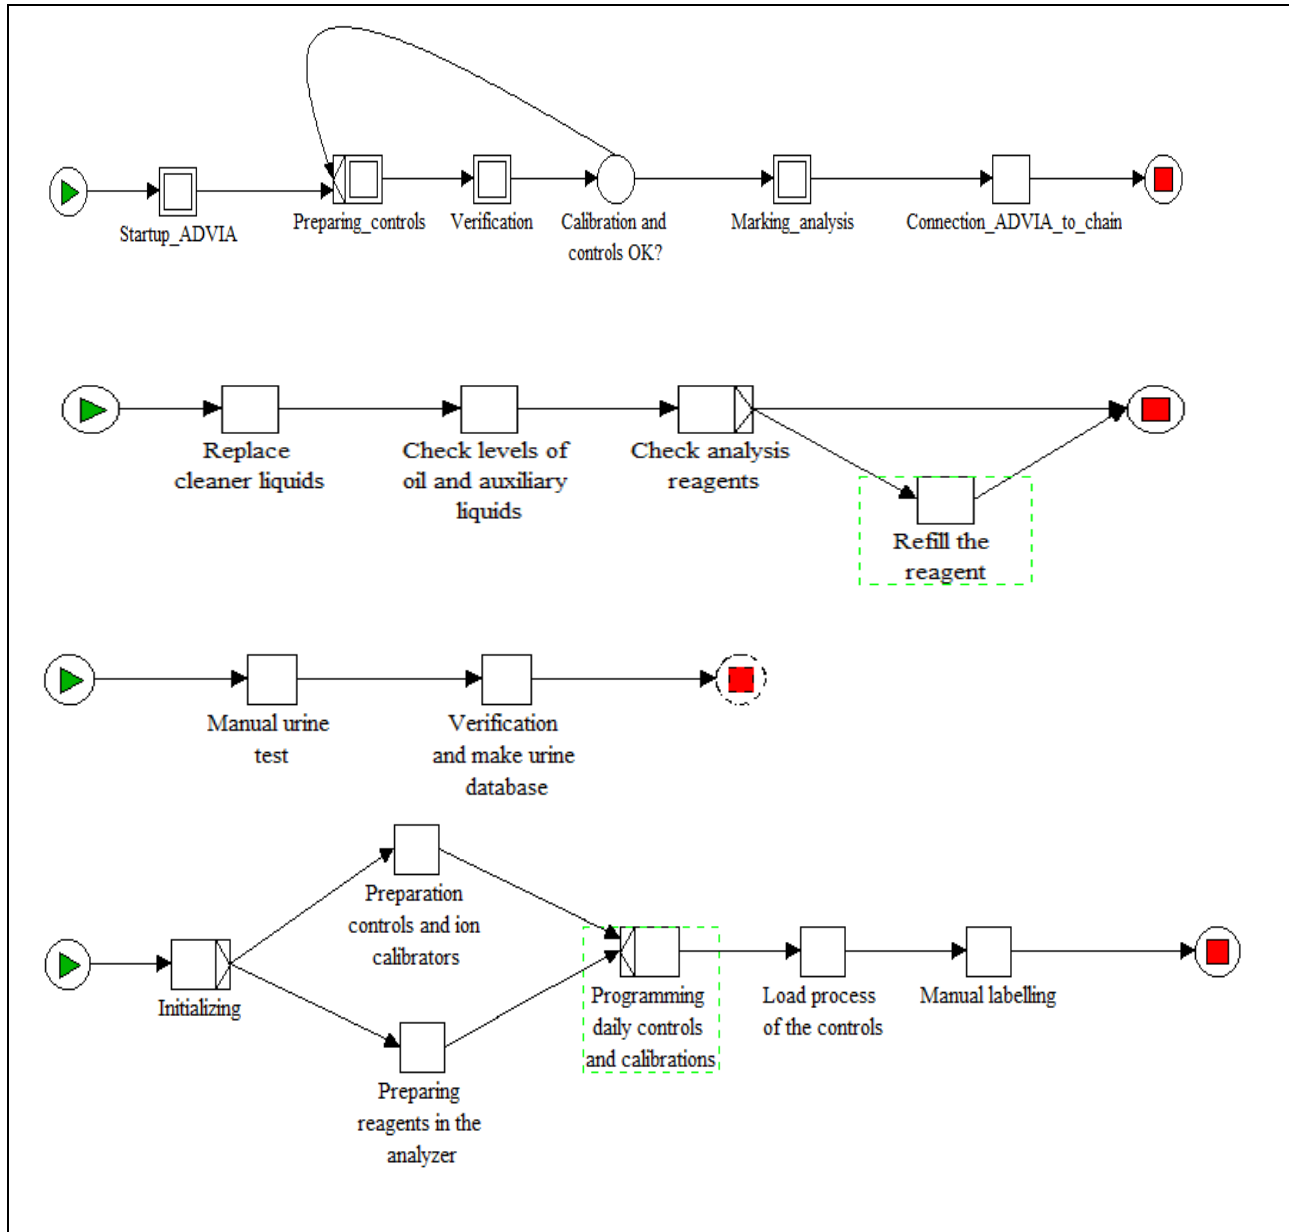 Startup_ADVIA
Preparing_controls
Verification
Calibration and
controls OK?
Marking_analysis
Connection_ADVIA_to_chain
Replace
cleaner liquids
Check levels of
oil and auxiliary
liquids
Check analysis
reagents
Refill the
reagent
Manual urine
test
Verification
and make urine
database
Initializing
Preparation
controls and ion
calibrators
Preparing
reagents in the
analyzer
Programming
daily controls
and calibrations
Load process
of the controls
Manual labelling